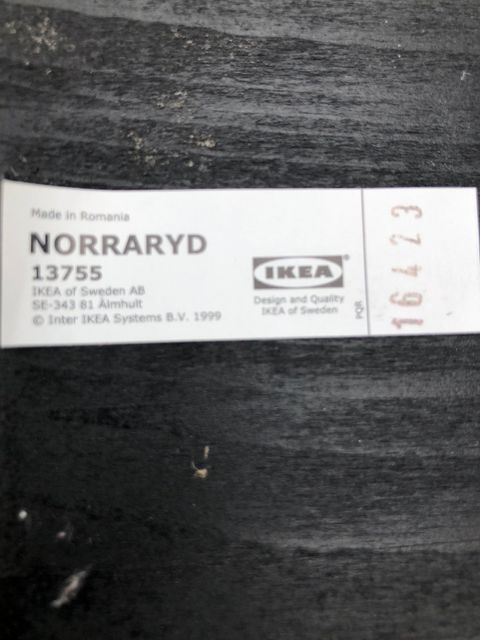 Made in Romania
NORRARYD
13755
IKEA of Sweden AB
SE-343 81 Älmhult
© Inter IKEA Systems B.V. 1999
IKEA®
Design and Quality
IKEA of Sweden
PQR
16423